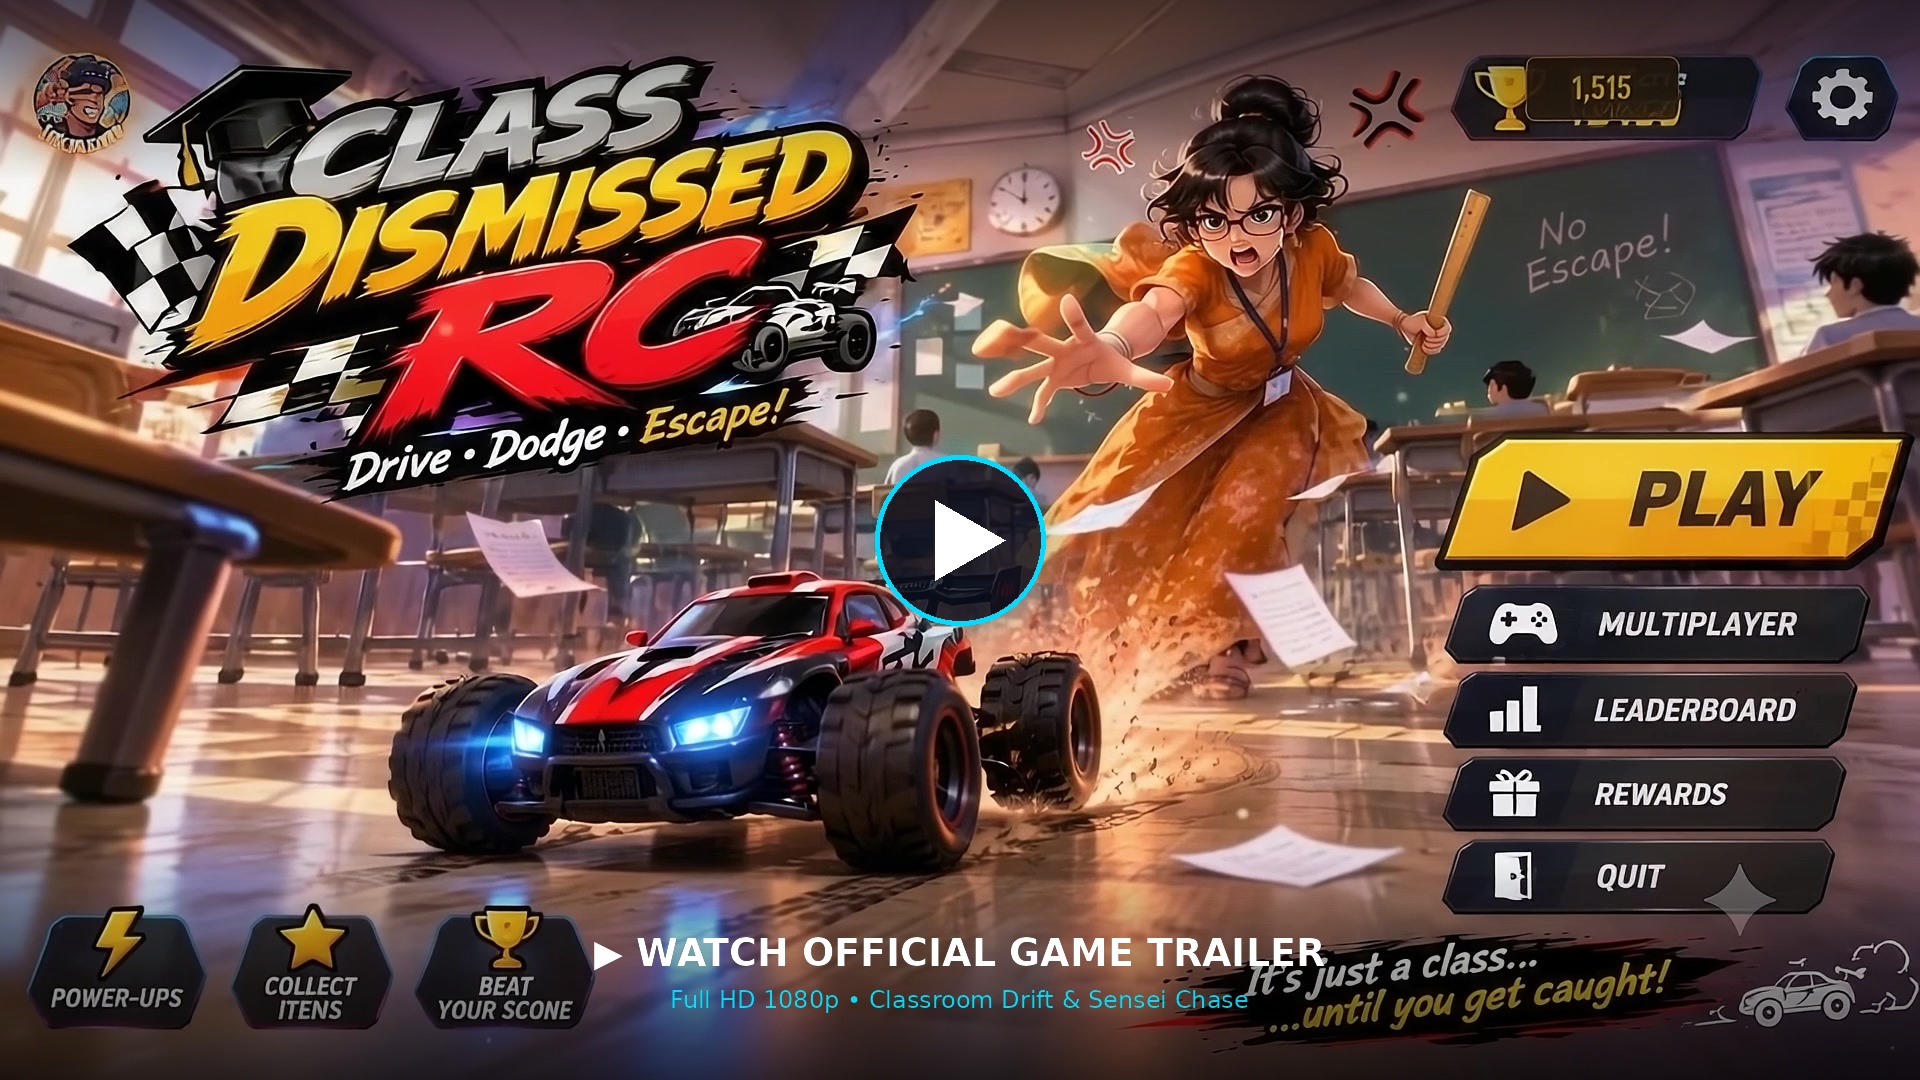 CLASS
DISMISSED
RC
Drive • Dodge • Escape!
1,515
No
Escape!
PLAY
MULTIPLAYER
LEADERBOARD
REWARDS
QUIT
POWER-UPS
COLLECT
ITENS
BEAT
YOUR SCONE
▶ WATCH OFFICIAL GAME TRAILER
Full HD 1080p • Classroom Drift & Sensei Chase
It's just a class...
...until you get caught!